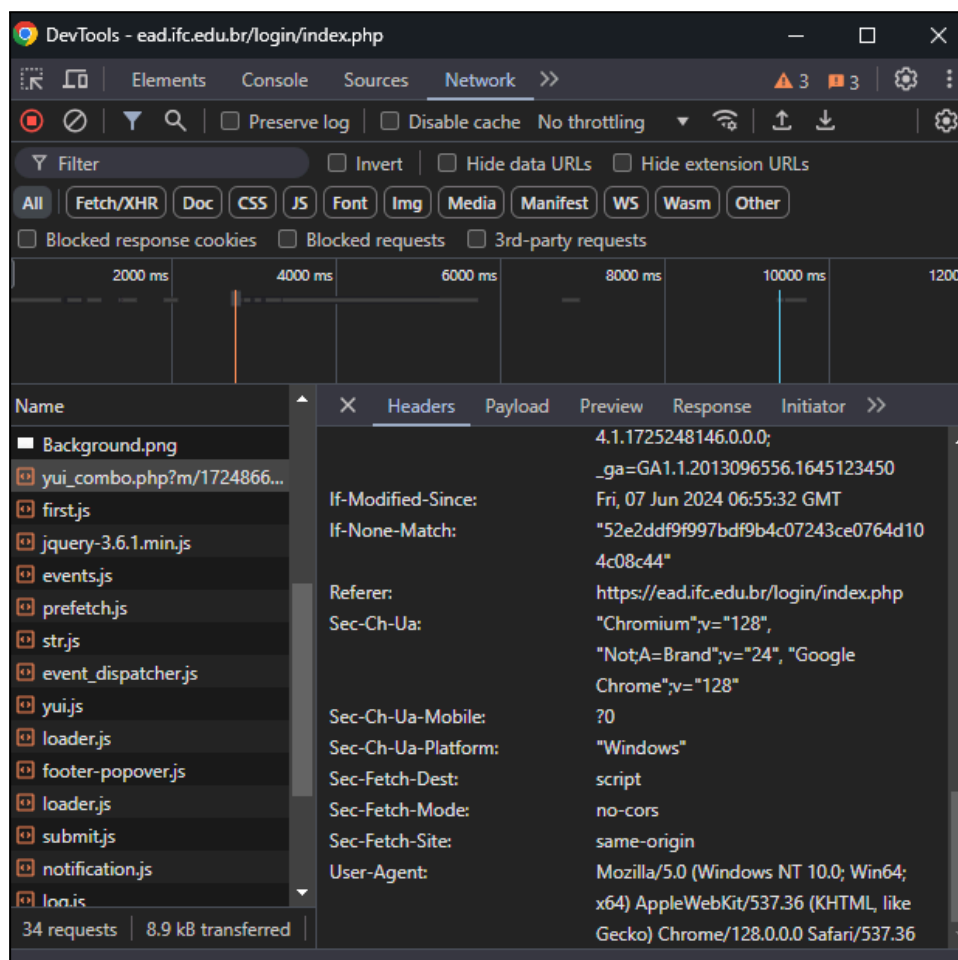 DevTools - ead.ifc.edu.br/login/index.php
Elements Console Sources Network 3 3
Preserve log Disable cache No throttling
Filter Invert Hide data URLs Hide extension URLs
All Fetch/XHR Doc CSS JS Font Img Media Manifest WS Wasm Other
Blocked response cookies Blocked requests 3rd-party requests
2000 ms 4000 ms 6000 ms 8000 ms 10000 ms 1200
Name
Background.png
yui_combo.php?m/1724866...
first.js
jquery-3.6.1.min.js
events.js
prefetch.js
str.js
event_dispatcher.js
yui.js
loader.js
footer-popover.js
loader.js
submit.js
notification.js
log.js
34 requests 8.9 kB transferred
Headers Payload Preview Response Initiator
4.1.1725248146.0.0.0;
_ga=GA1.1.2013096556.1645123450
If-Modified-Since: Fri, 07 Jun 2024 06:55:32 GMT
If-None-Match: "52e2ddf9f997bdf9b4c07243ce0764d10
4c08c44"
Referer: https://ead.ifc.edu.br/login/index.php
Sec-Ch-Ua: "Chromium";v="128",
"Not;A=Brand";v="24", "Google
Chrome";v="128"
Sec-Ch-Ua-Mobile: ?0
Sec-Ch-Ua-Platform: "Windows"
Sec-Fetch-Dest: script
Sec-Fetch-Mode: no-cors
Sec-Fetch-Site: same-origin
User-Agent: Mozilla/5.0 (Windows NT 10.0; Win64;
x64) AppleWebKit/537.36 (KHTML, like
Gecko) Chrome/128.0.0.0 Safari/537.36